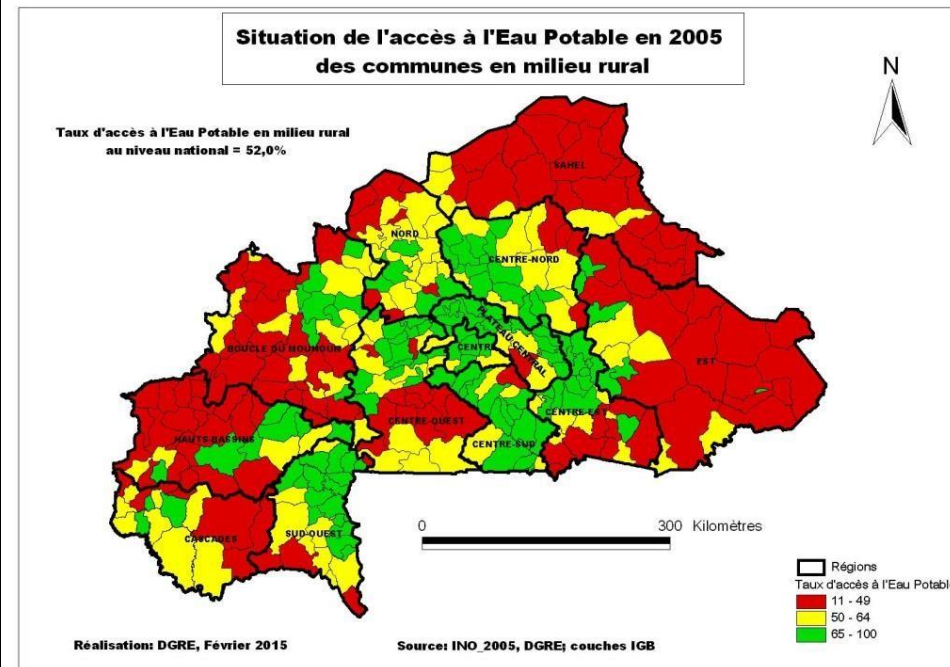 Situation de l'accès à l'Eau Potable en 2005
des communes en milieu rural
N
Taux d'accès à l'Eau Potable en milieu rural
au niveau national = 52,0%
SAHEL
NORD
CENTRE-NORD
PLATEAU CENTRAL
BOUCLE DU MOUHOUN
CENTRE
EST
CENTRE-EST
CENTRE-OUEST
HAUTS-BASSINS
CENTRE-SUD
SUD-OUEST
CASCADES
0 300 Kilomètres
Régions
Taux d'accès à l'Eau Potable
11 - 49
50 - 64
65 - 100
Réalisation: DGRE, Février 2015
Source: INO_2005, DGRE; couches IGB